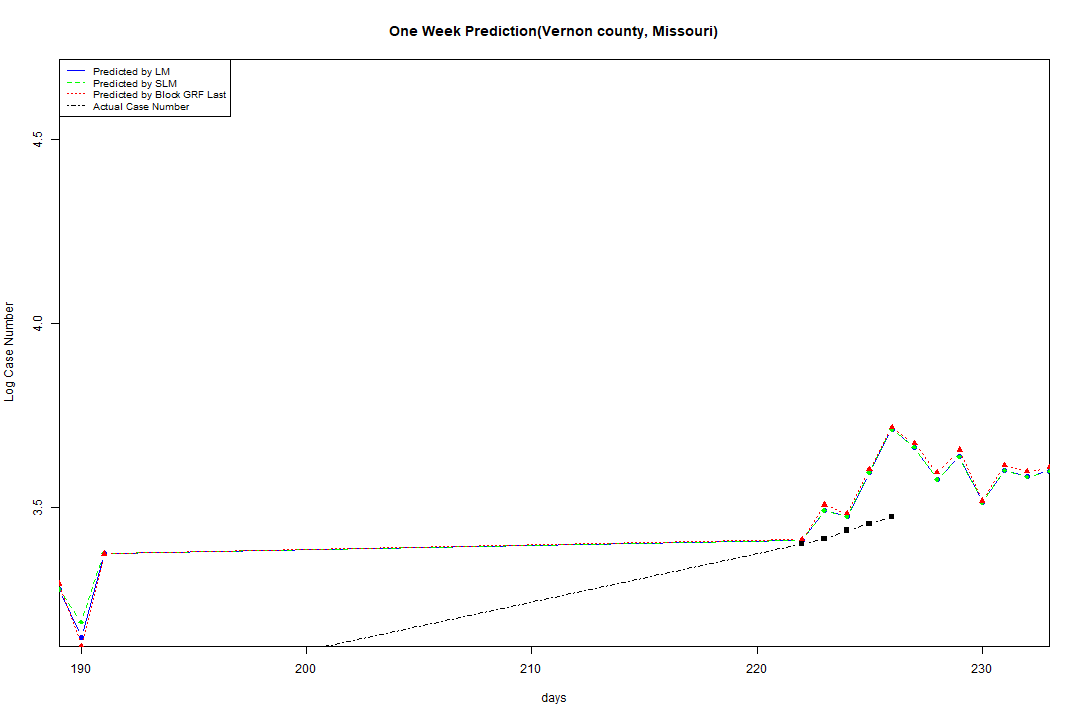 One Week Prediction(Vernon county, Missouri)
Predicted by LM
Predicted by SLM
Predicted by Block GRF Last
Actual Case Number
4.5
4.0
3.5
Log Case Number
190 200 210 220 230
days